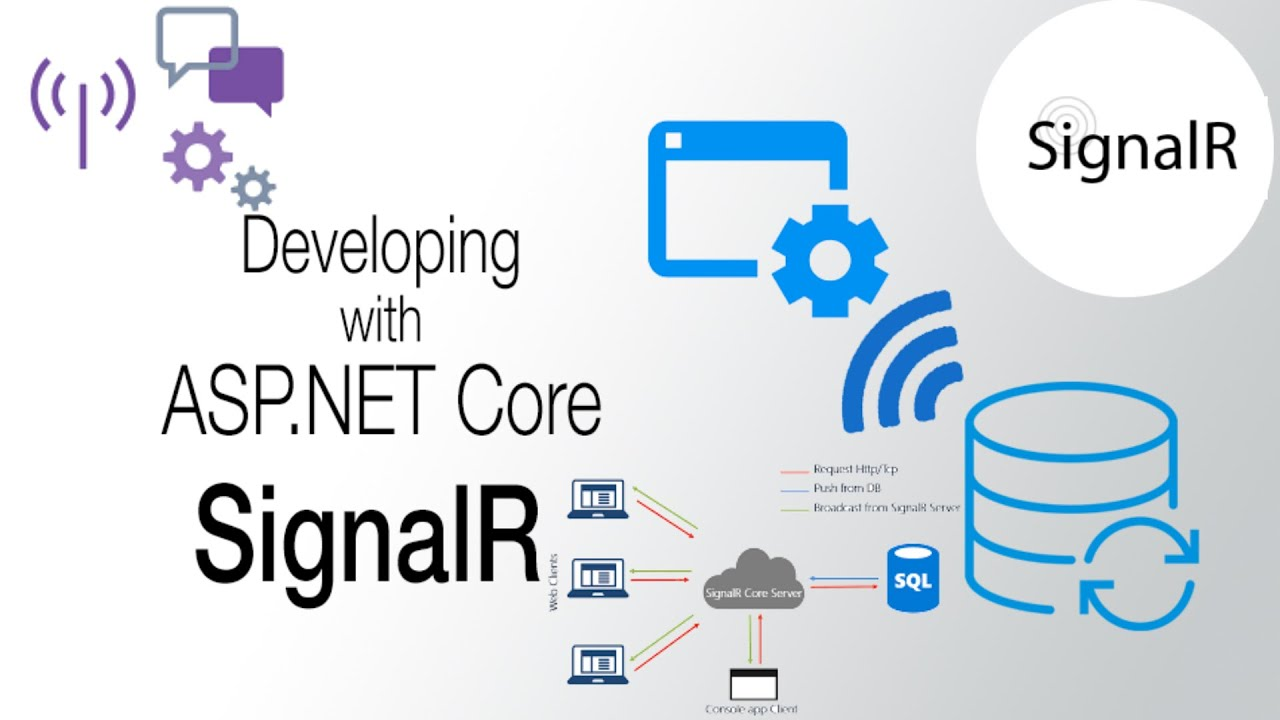 SignalR
Developing
with
ASP.NET Core
SignalR
Request Http/Tcp
Push from DB
Broadcast from SignalR Server
Web Clients
SignalR Core Server
SQL
Console app Client